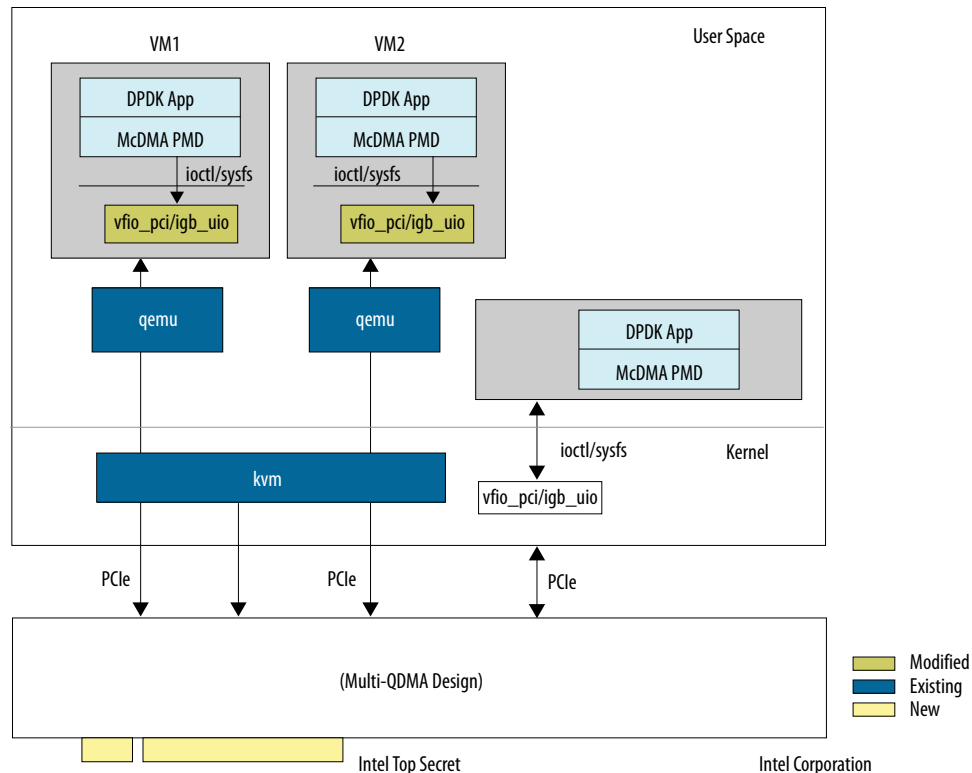 User Space
VM1
VM2
DPDK App
McDMA PMD
ioctl/sysfs
vfio_pci/igb_uio
DPDK App
McDMA PMD
ioctl/sysfs
vfio_pci/igb_uio
qemu
qemu
DPDK App
McDMA PMD
ioctl/sysfs
Kernel
kvm
vfio_pci/igb_uio
PCIe
PCIe
PCIe
(Multi-QDMA Design)
Modified
Existing
New
Intel Top Secret
Intel Corporation